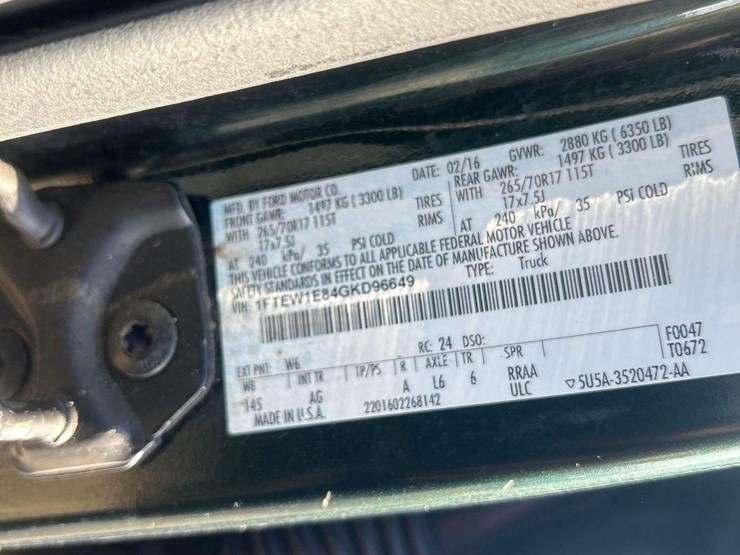 MFD. BY FORD MOTOR CO. DATE: 02/16 GVWR: 2880 KG ( 6350 LB)
FRONT GAWR: 1497 KG ( 3300 LB) REAR GAWR: 1497 KG ( 3300 LB)
WITH 265/70R17 115T TIRES WITH 265/70R17 115T TIRES
17x7.5J RIMS 17x7.5J RIMS
AT 240 kPa/ 35 PSI COLD AT 240 kPa/ 35 PSI COLD
THIS VEHICLE CONFORMS TO ALL APPLICABLE FEDERAL MOTOR VEHICLE
SAFETY STANDARDS IN EFFECT ON THE DATE OF MANUFACTURE SHOWN ABOVE.
VIN: 1FTEW1E84GKD96649 TYPE: Truck
F0047
T0672
EXT PNT: W6 RC: 24 DSO:
WB INT TR TP/PS R AXLE TR SPR
145 AG A L6 6 RRAA
ULC
MADE IN U.S.A. 2201602268142 ▽5U5A-3520472-AA